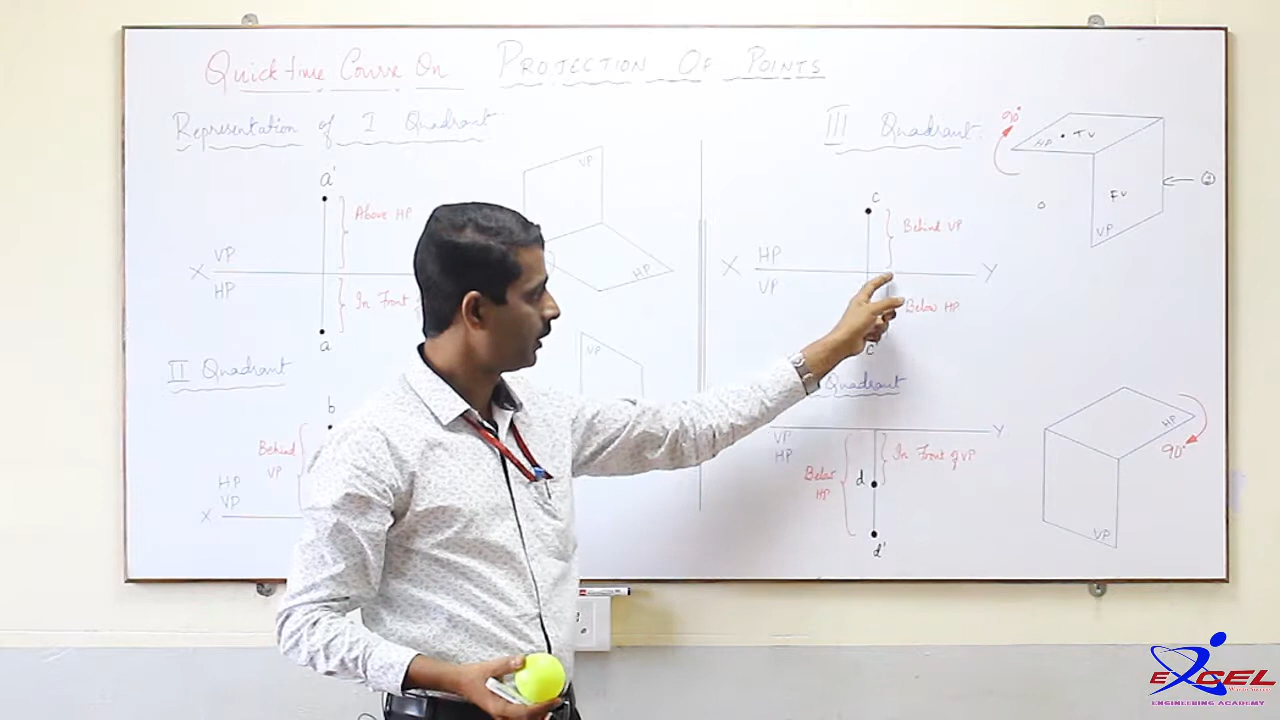 Quick time Course On PROJECTION OF POINTS
Representation of I Quadrant
a'
Above HP
VP
X
HP
In Front
a
VP
HP
II Quadrant
b
Behind
VP
HP
VP
X
VP
III Quadrant
c
Behind VP
HP
X
Y
VP
Below HP
c'
90°
HP
TV
FV
VP
Quadrant
Y
VP
HP
In Front of VP
Below
HP
d
d'
HP
90°
VP
EXCEL
ENGINEERING ACADEMY